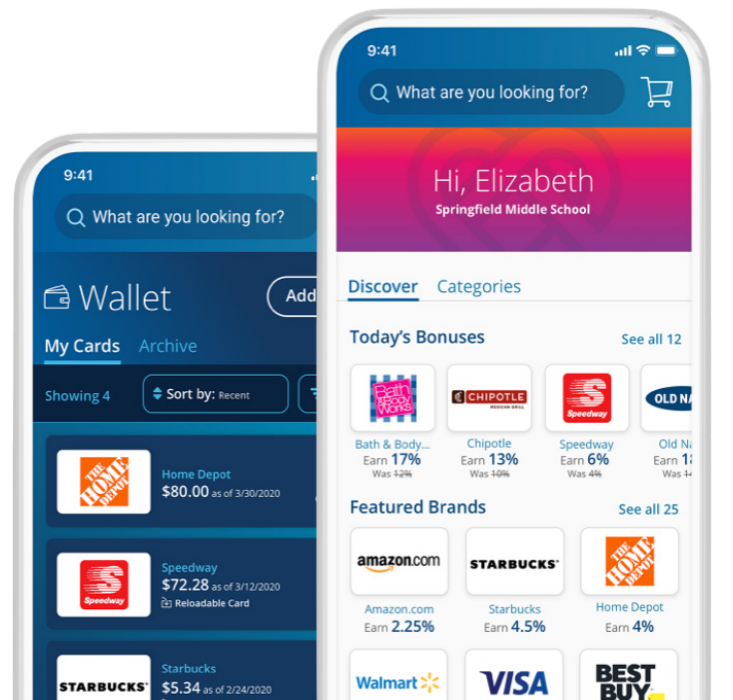 9:41
What are you looking for?
Wallet
Add
My Cards
Archive
Showing 4
Sort by: Recent
THE HOME DEPOT
Home Depot
$80.00 as of 3/30/2020
Speedway
Speedway
$72.28 as of 3/12/2020
Reloadable Card
STARBUCKS
Starbucks
$5.34 as of 2/24/2020
9:41
What are you looking for?
Hi, Elizabeth
Springfield Middle School
Discover
Categories
Today's Bonuses
See all 12
Bath & Body Works
CHIPOTLE
MEXICAN GRILL
Speedway
OLD NA
Bath & Body...
Chipotle
Speedway
Old Na
Earn 17%
Earn 13%
Earn 6%
Earn 1
Was 12%
Was 10%
Was 4%
Was
Featured Brands
See all 25
amazon.com
STARBUCKS
THE HOME DEPOT
Amazon.com
Starbucks
Home Depot
Earn 2.25%
Earn 4.5%
Earn 4%
Walmart
VISA
BEST
BUY